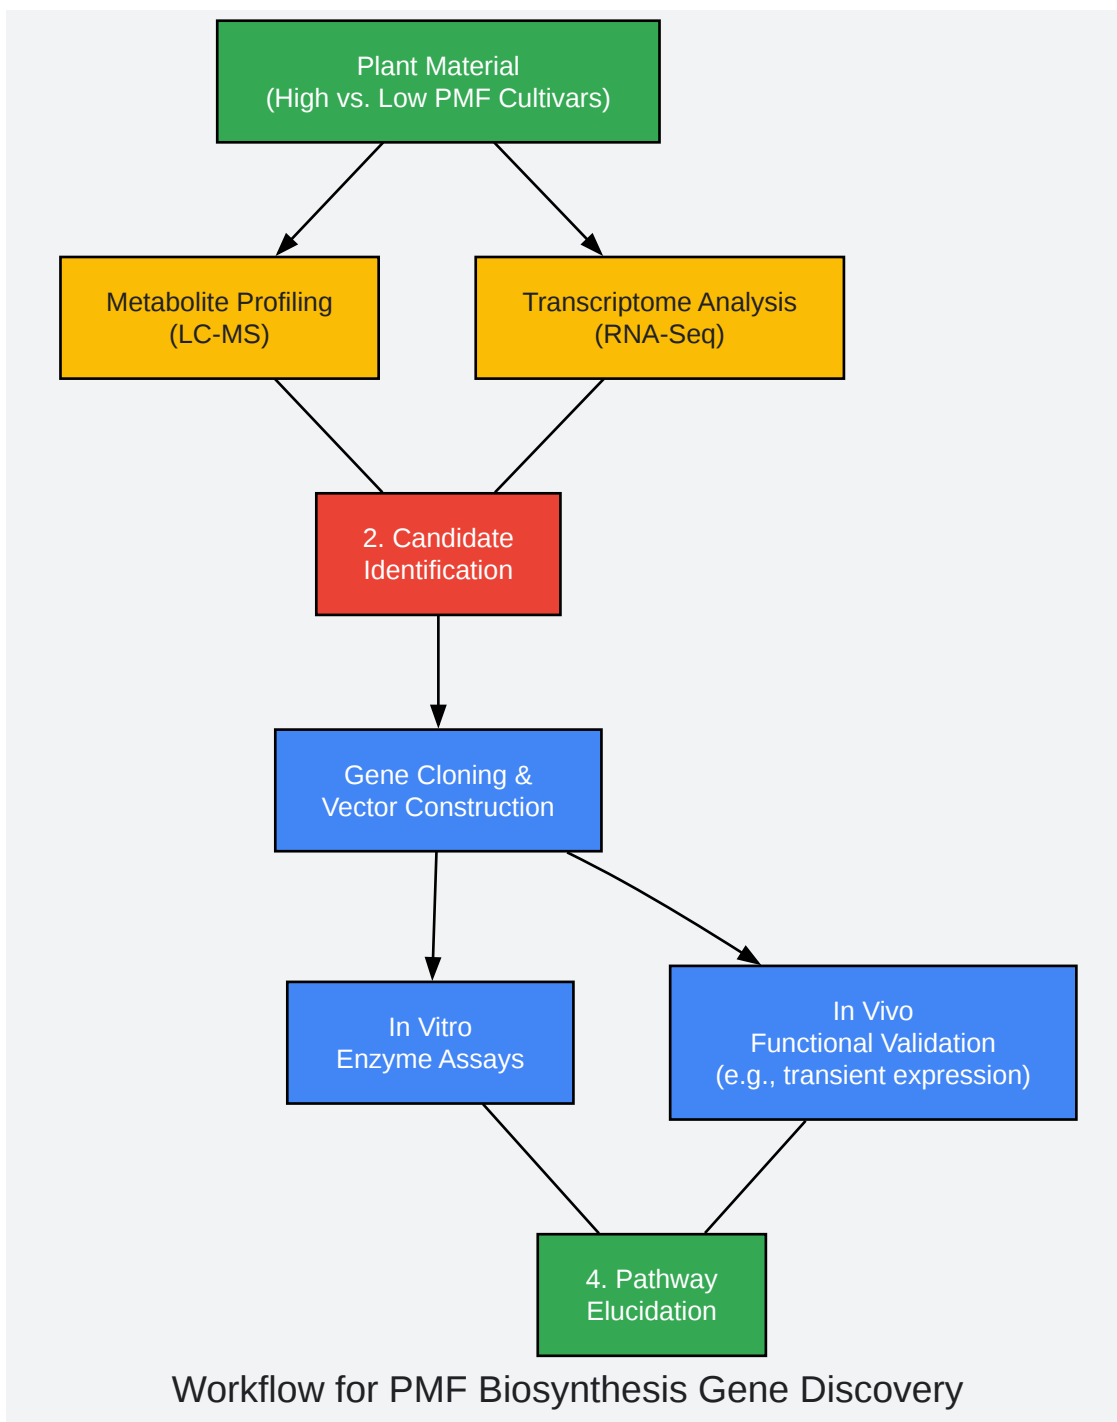 Plant Material
(High vs. Low PMF Cultivars)
Metabolite Profiling
(LC-MS)
Transcriptome Analysis
(RNA-Seq)
2. Candidate
Identification
Gene Cloning &
Vector Construction
In Vitro
Enzyme Assays
In Vivo
Functional Validation
(e.g., transient expression)
4. Pathway
Elucidation
Workflow for PMF Biosynthesis Gene Discovery